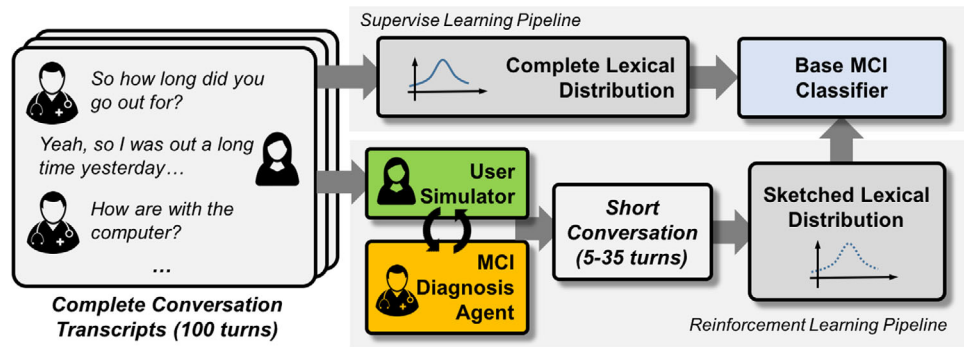 So how long did you
go out for?
Yeah, so I was out a long
time yesterday…
How are with the
computer?
…
Complete Conversation
Transcripts (100 turns)
Supervise Learning Pipeline
Complete Lexical
Distribution
Base MCI
Classifier
User
Simulator
MCI
Diagnosis
Agent
Short
Conversation
(5-35 turns)
Sketched Lexical
Distribution
Reinforcement Learning Pipeline